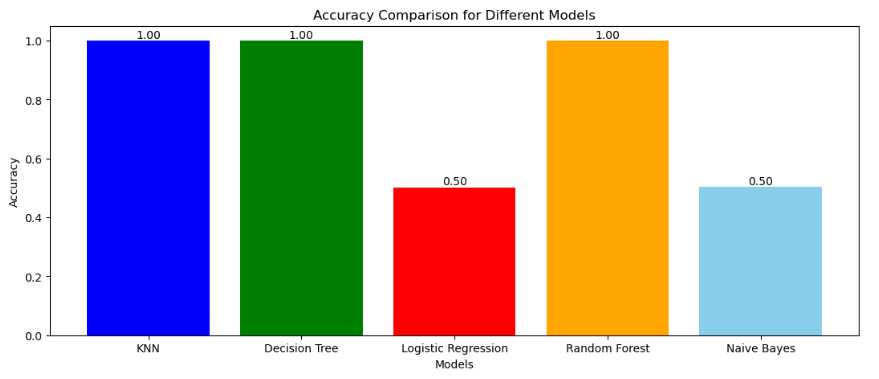 Accuracy Comparison for Different Models
1.00
1.00
0.50
1.00
0.50
1.0
0.8
0.6
0.4
0.2
0.0
Accuracy
KNN
Decision Tree
Logistic Regression
Random Forest
Naive Bayes
Models